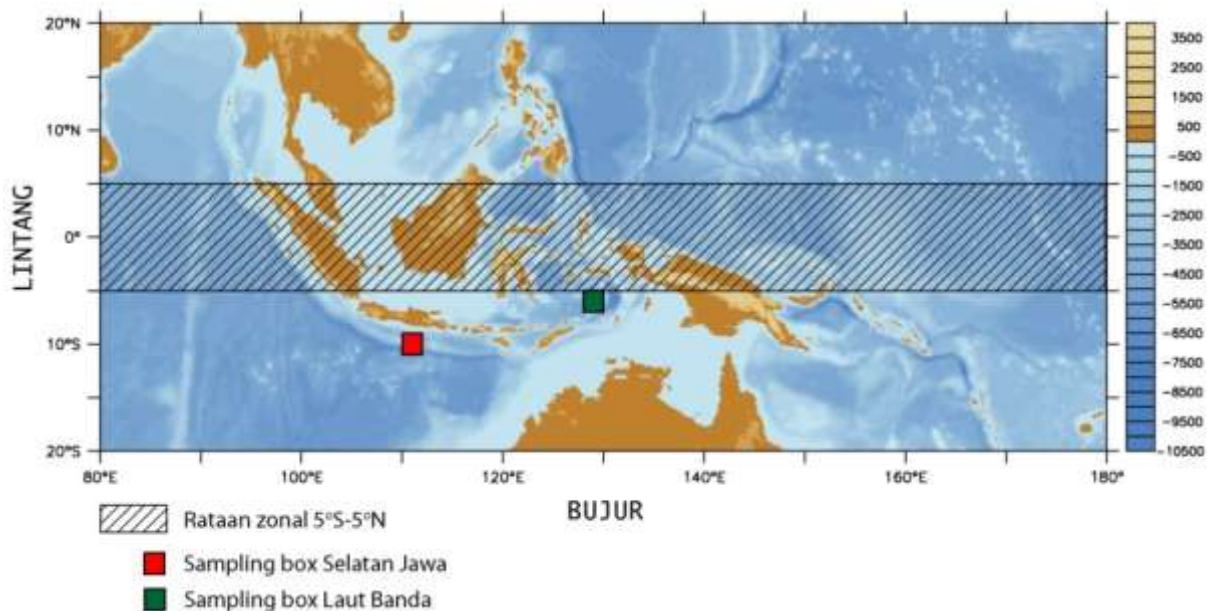 20°N
10°N
0°
10°S
20°S
LINTANG
80°E
100°E
120°E
140°E
160°E
180°
BUJUR
3500
2500
1500
500
-500
-1500
-2500
-3500
-4500
-5500
-6500
-7500
-8500
-9500
-10500
Rataan zonal 5°S-5°N
Sampling box Selatan Jawa
Sampling box Laut Banda